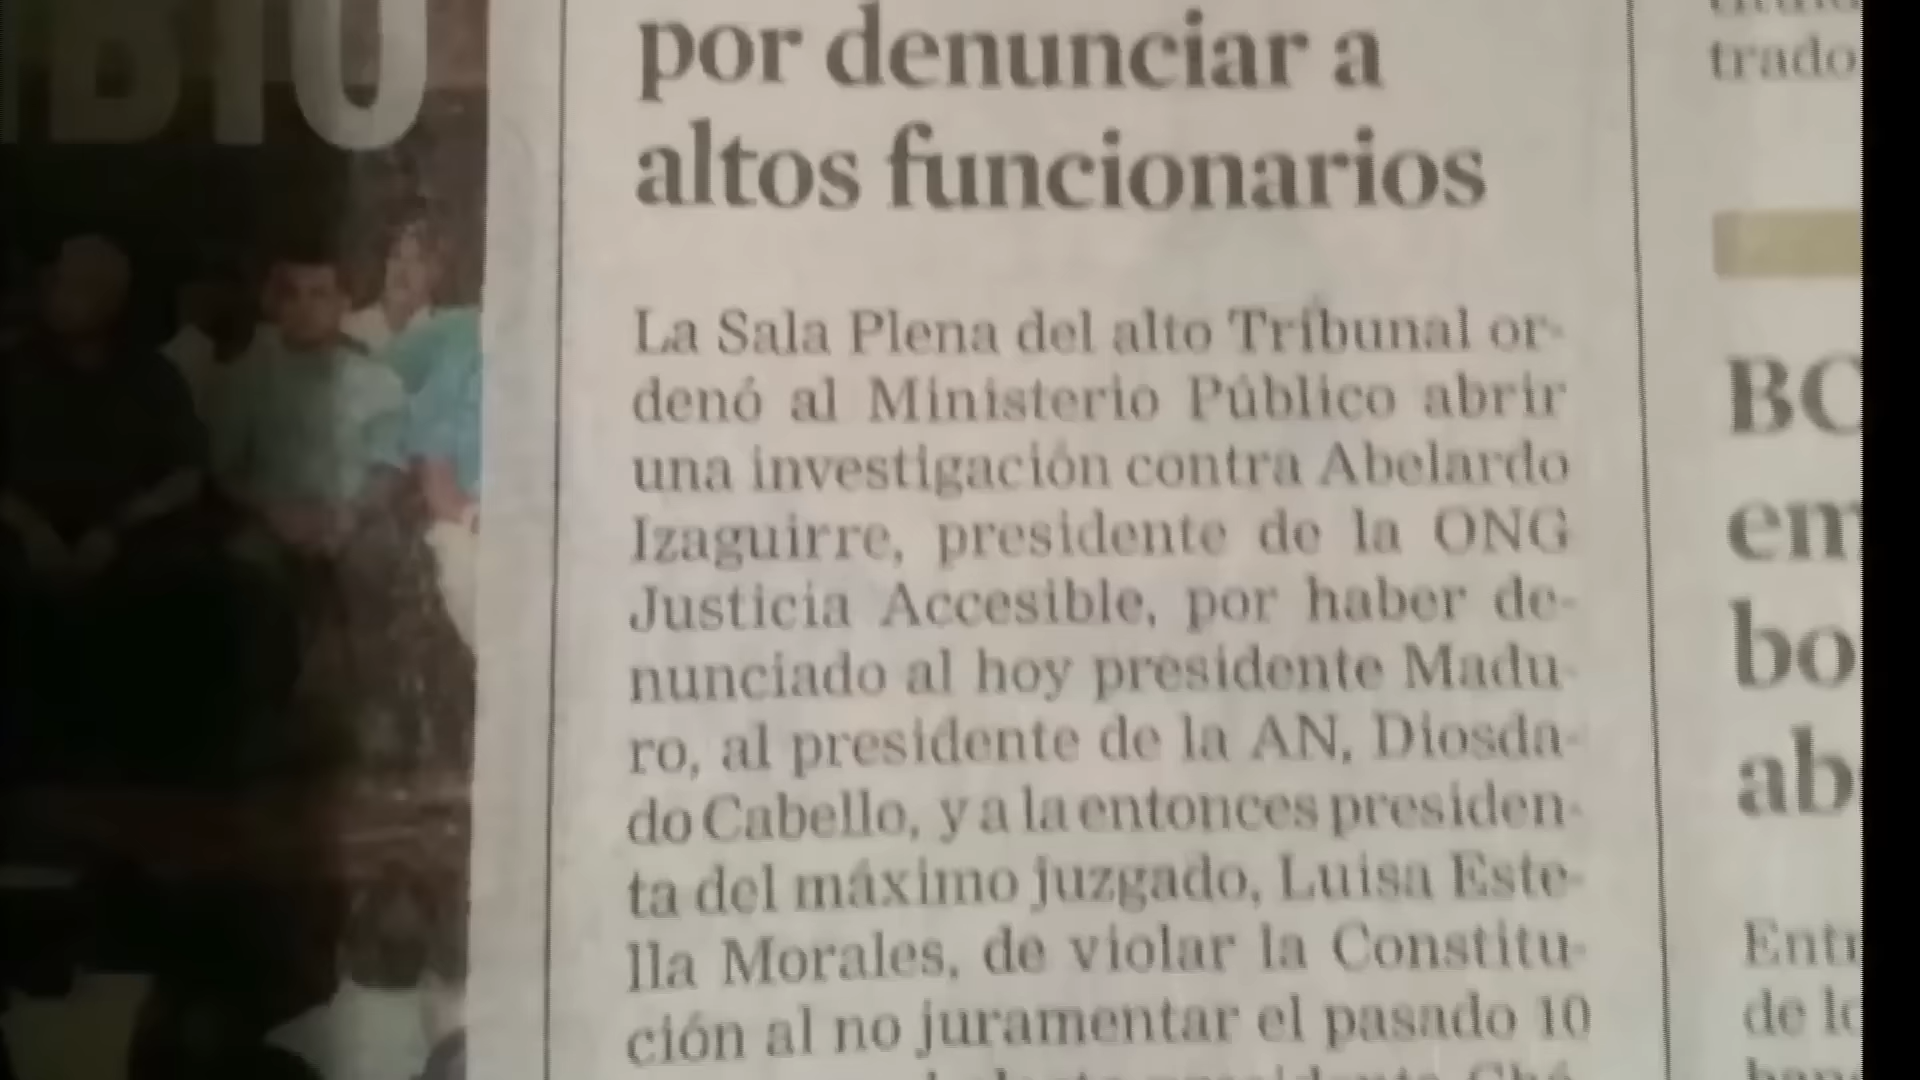 por denunciar a
altos funcionarios
La Sala Plena del alto Tribunal or-
denó al Ministerio Público abrir
una investigación contra Abelardo
Izaguirre, presidente de la ONG
Justicia Accesible, por haber de-
nunciado al hoy presidente Madu-
ro, al presidente de la AN, Diosda-
do Cabello, y a la entonces presiden-
ta del máximo juzgado, Luisa Este-
lla Morales, de violar la Constitu-
ción al no juramentar el pasado 10
trado
BC
em
bo
ab
Entr
de lo